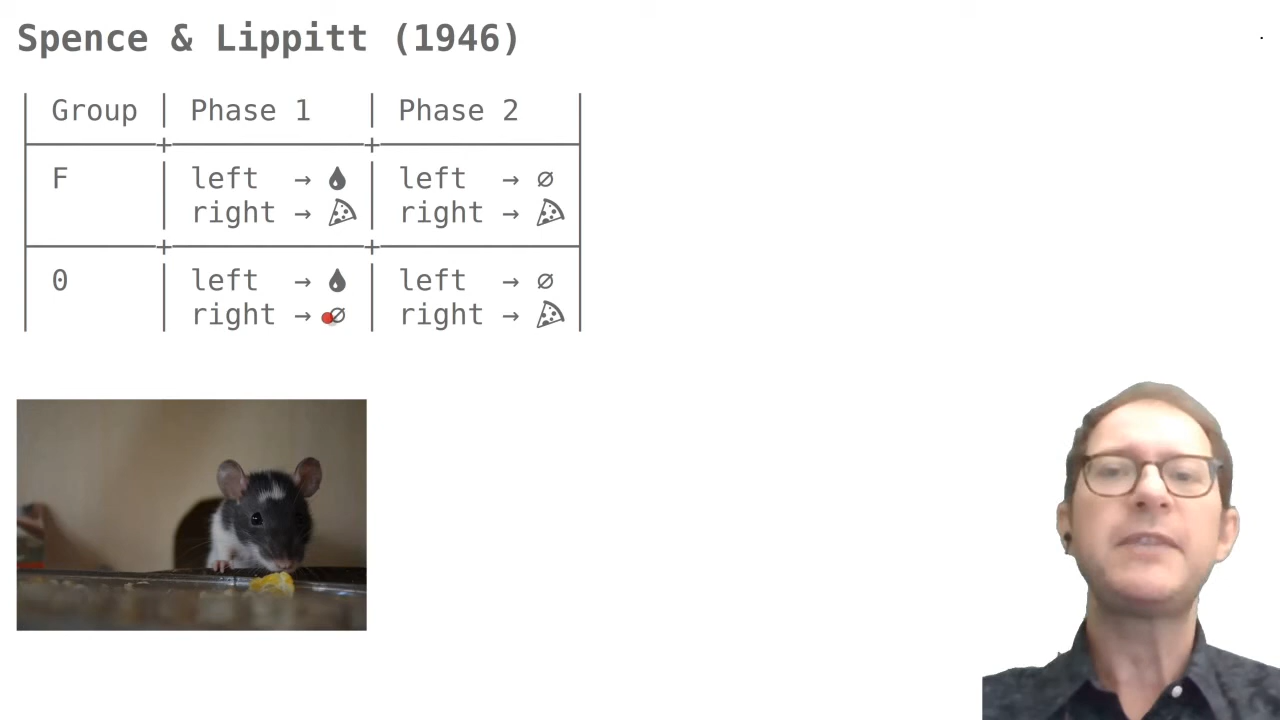 Spence & Lippitt (1946)
Group Phase 1 Phase 2
F left → 💧 left → ∅
right → 🍕 right → 🍕
0 left → 💧 left → ∅
right → ∅ right → 🍕